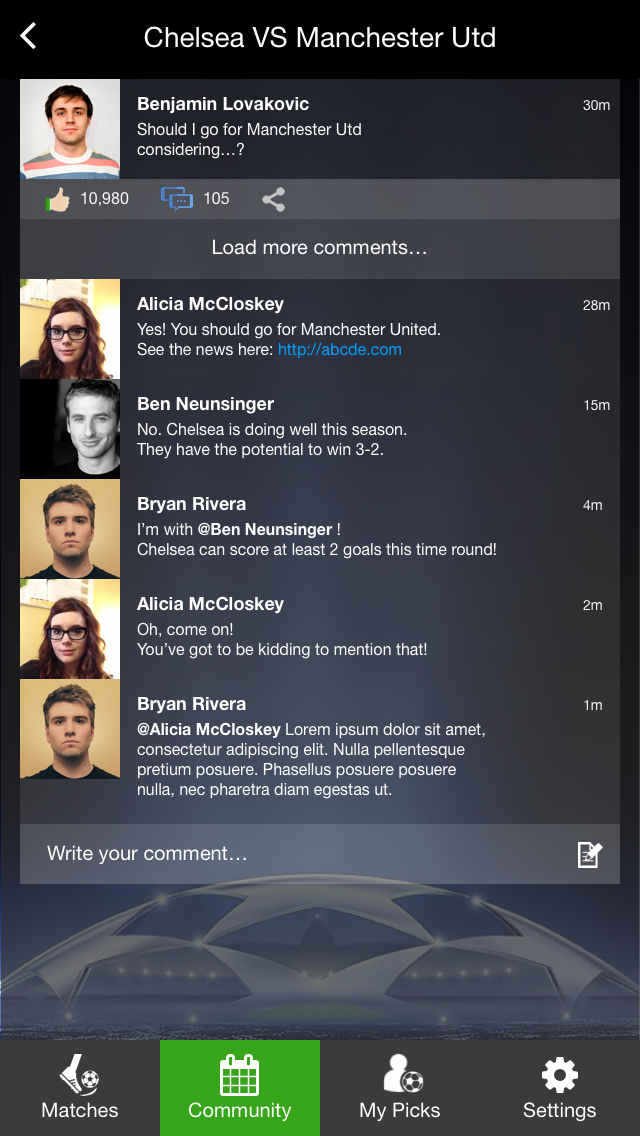 Chelsea VS Manchester Utd
Benjamin Lovakovic
30m
Should I go for Manchester Utd
considering…?
10,980
105
Load more comments…
Alicia McCloskey
28m
Yes! You should go for Manchester United.
See the news here: http://abcde.com
Ben Neunsinger
15m
No. Chelsea is doing well this season.
They have the potential to win 3-2.
Bryan Rivera
4m
I’m with @Ben Neunsinger !
Chelsea can score at least 2 goals this time round!
Alicia McCloskey
2m
Oh, come on!
You’ve got to be kidding to mention that!
Bryan Rivera
1m
@Alicia McCloskey Lorem ipsum dolor sit amet,
consectetur adipiscing elit. Nulla pellentesque
pretium posuere. Phasellus posuere posuere
nulla, nec pharetra diam egestas ut.
Write your comment…
Matches
Community
My Picks
Settings